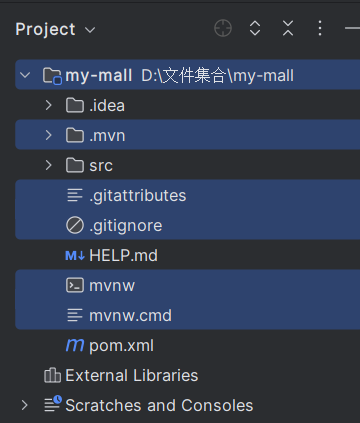 Project
my-mall D:\文件集合\my-mall
.idea
.mvn
src
.gitattributes
.gitignore
M↓ HELP.md
mvnw
mvnw.cmd
m pom.xml
External Libraries
Scratches and Consoles